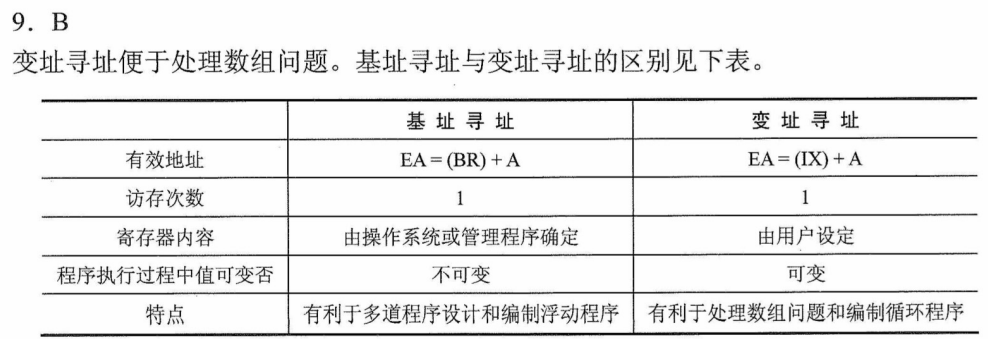 9．B
变址寻址便于处理数组问题。基址寻址与变址寻址的区别见下表。
基址寻址 变址寻址
有效地址 EA = (BR) + A EA = (IX) + A
访存次数 1 1
寄存器内容 由操作系统或管理程序确定 由用户设定
程序执行过程中值可变否 不可变 可变
特点 有利于多道程序设计和编制浮动程序 有利于处理数组问题和编制循环程序